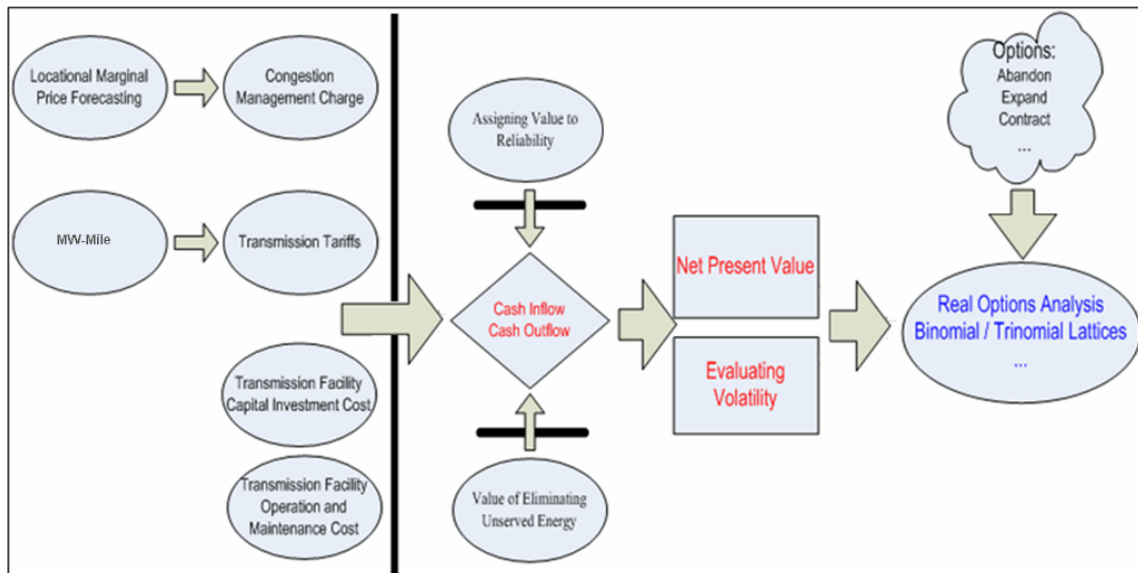 Locational Marginal
Price Forecasting
Congestion
Management Charge
MW-Mile
Transmission Tariffs
Transmission Facility
Capital Investment Cost
Transmission Facility
Operation and
Maintenance Cost
Assigning Value to
Reliability
Cash Inflow
Cash Outflow
Value of Eliminating
Unserved Energy
Net Present Value
Evaluating
Volatility
Options:
Abandon
Expand
Contract
...
Real Options Analysis
Binomial / Trinomial Lattices
...